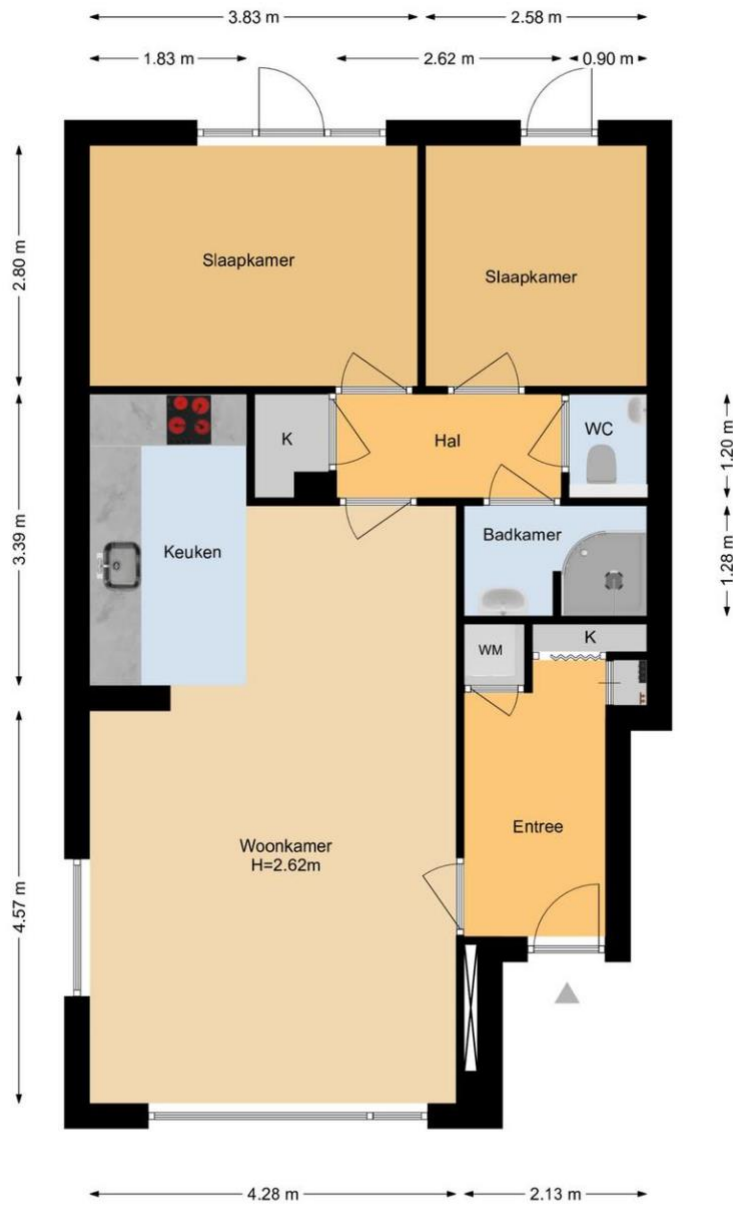 3.83 m
2.58 m
1.83 m
2.62 m
0.90 m
2.80 m
Slaapkamer
Slaapkamer
K
Hal
WC
1.20 m
3.39 m
Keuken
Badkamer
1.28 m
WM
K
Entree
Woonkamer
H=2.62m
4.57 m
4.28 m
2.13 m